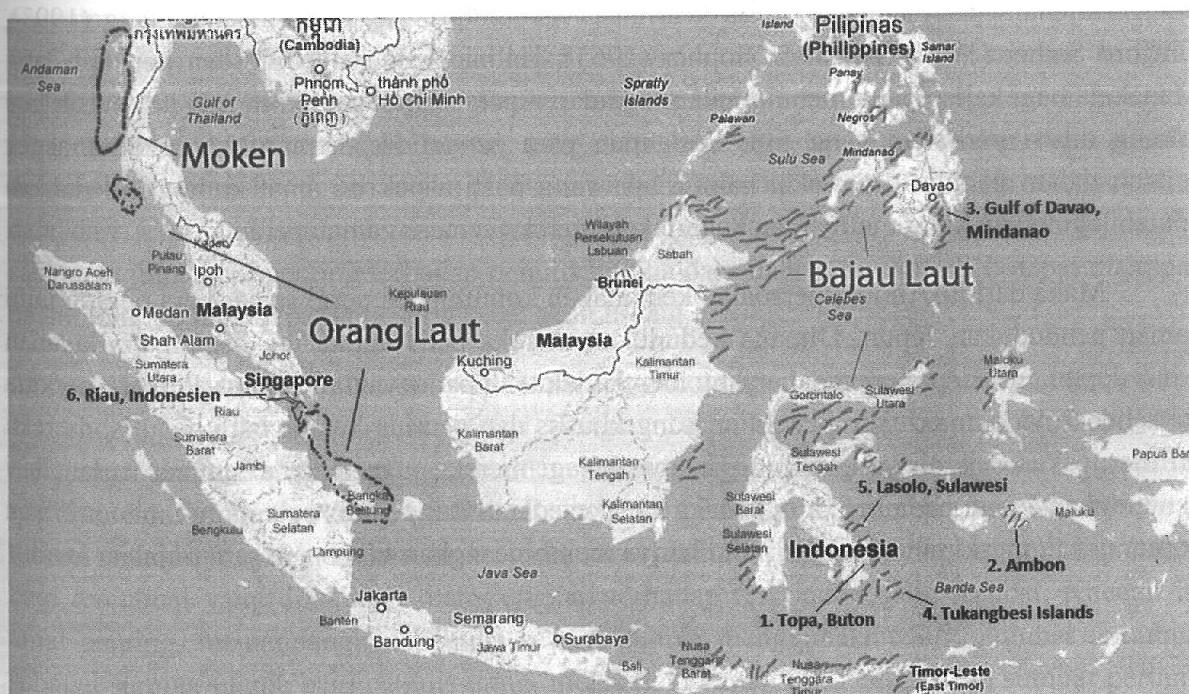 កម្ពុជា
(Cambodia)
Phnom
Penh
(ភ្នំពេញ)
thành phố
Hồ Chí Minh
กรุงเทพมหานคร
Andaman
Sea
Gulf of
Thailand
Moken
Spratly
Islands
Island
Pilipinas
(Philippines)
Samar
Island
Panay
Negros
Palawan
Sulu Sea
Mindanao
Davao
3. Gulf of Davao,
Mindanao
Pulau
Pinang
Ipoh
Nangro Aceh
Darussalam
Medan
Malaysia
Shah Alam
Kepulauan
Riau
Orang Laut
Wilayah
Persekutuan
Labuan
Sabah
Brunei
Bajau Laut
Celebes
Sea
Malaysia
Kuching
Kalimantan
Timur
Johor
Sumatera
Utara
Singapore
6. Riau, Indonesien
Riau
Sumatera
Barat
Jambi
Bangka
Belitung
Bengkulu
Sumatera
Selatan
Lampung
Kalimantan
Barat
Kalimantan
Tengah
Kalimantan
Selatan
Gorontalo
Sulawesi
Utara
Maluku
Utara
Sulawesi
Tengah
Papua Bar
5. Lasolo, Sulawesi
Sulawesi
Barat
Sulawesi
Selatan
Maluku
Indonesia
2. Ambon
Banda Sea
1. Topa, Buton
4. Tukangbesi Islands
Java Sea
Jakarta
Banten
Bandung
Semarang
Jawa Timur
Surabaya
Bali
Nusa
Tenggara
Barat
Nusa
Tenggara
Timur
Timor-Leste
(East Timor)